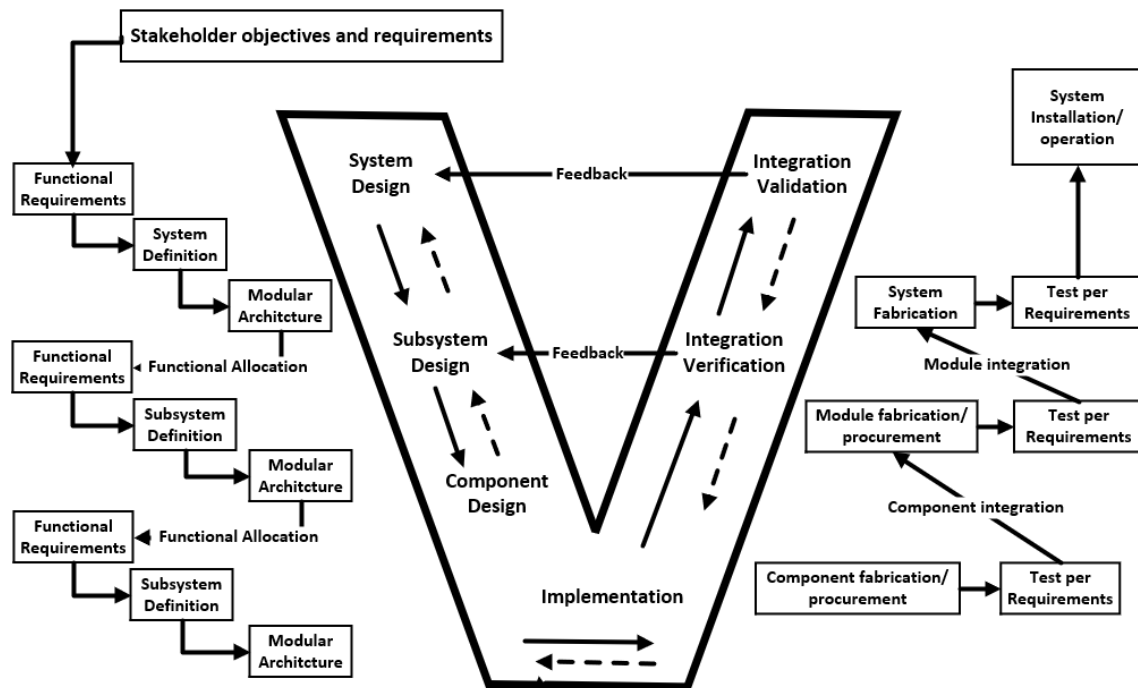 Stakeholder objectives and requirements
Functional
Requirements
System
Definition
Modular
Architcture
Functional Allocation
Functional
Requirements
Subsystem
Definition
Modular
Architcture
Functional Allocation
Functional
Requirements
Subsystem
Definition
Modular
Architcture
System
Design
Feedback
Integration
Validation
Subsystem
Design
Feedback
Integration
Verification
Component
Design
Implementation
System
Installation/
operation
System
Fabrication
Test per
Requirements
Module integration
Module fabrication/
procurement
Test per
Requirements
Component integration
Component fabrication/
procurement
Test per
Requirements